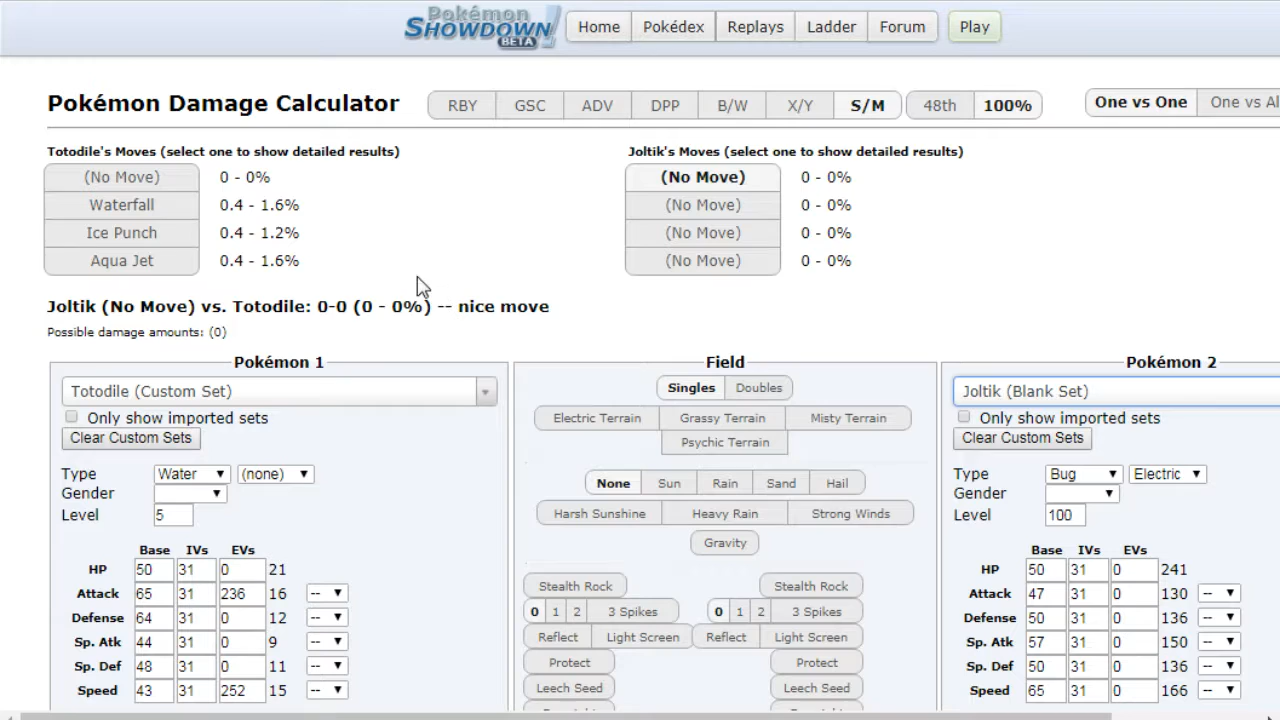 Pokémon
SHOWDOWN
BETA
Home Pokédex Replays Ladder Forum Play
Pokémon Damage Calculator RBY GSC ADV DPP B/W X/Y S/M 48th 100% One vs One One vs Al
Totodile's Moves (select one to show detailed results) Joltik's Moves (select one to show detailed results)
(No Move) 0 - 0% (No Move) 0 - 0%
Waterfall 0.4 - 1.6% (No Move) 0 - 0%
Ice Punch 0.4 - 1.2% (No Move) 0 - 0%
Aqua Jet 0.4 - 1.6% (No Move) 0 - 0%
Joltik (No Move) vs. Totodile: 0-0 (0 - 0%) -- nice move
Possible damage amounts: (0)
Pokémon 1 Field Pokémon 2
Totodile (Custom Set) Singles Doubles Joltik (Blank Set)
Only show imported sets Electric Terrain Grassy Terrain Misty Terrain Only show imported sets
Clear Custom Sets Psychic Terrain Clear Custom Sets
Type Water (none) None Sun Rain Sand Hail Type Bug Electric
Gender Gender
Level 5 Harsh Sunshine Heavy Rain Strong Winds Level 100
Gravity
Base IVs EVs Base IVs EVs
HP 50 31 0 21 HP 50 31 0 241
Stealth Rock Stealth Rock
Attack 65 31 236 16 -- Attack 47 31 0 130 --
0 1 2 3 Spikes 0 1 2 3 Spikes
Defense 64 31 0 12 -- Defense 50 31 0 136 --
Sp. Atk 44 31 0 9 -- Reflect Light Screen Reflect Light Screen Sp. Atk 57 31 0 150 --
Sp. Def 48 31 0 11 -- Protect Protect Sp. Def 50 31 0 136 --
Speed 43 31 252 15 -- Leech Seed Leech Seed Speed 65 31 0 166 --